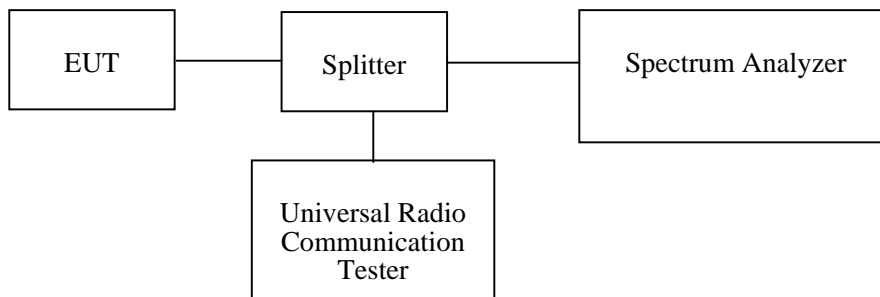 EUT
Splitter
Spectrum Analyzer
Universal Radio
Communication
Tester